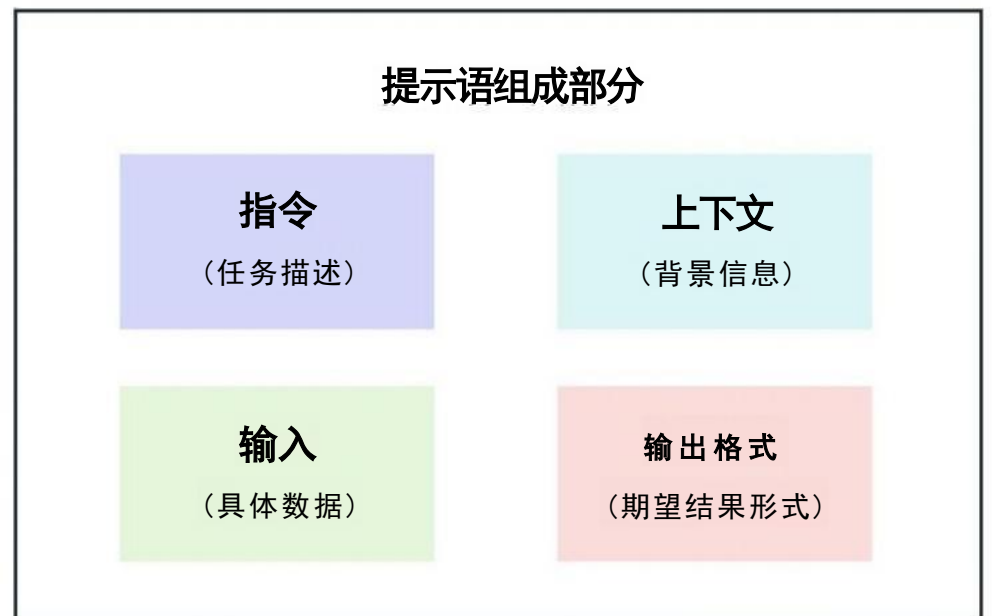 提示语组成部分
指令
（任务描述）
上下文
（背景信息）
输入
（具体数据）
输出格式
（期望结果形式）